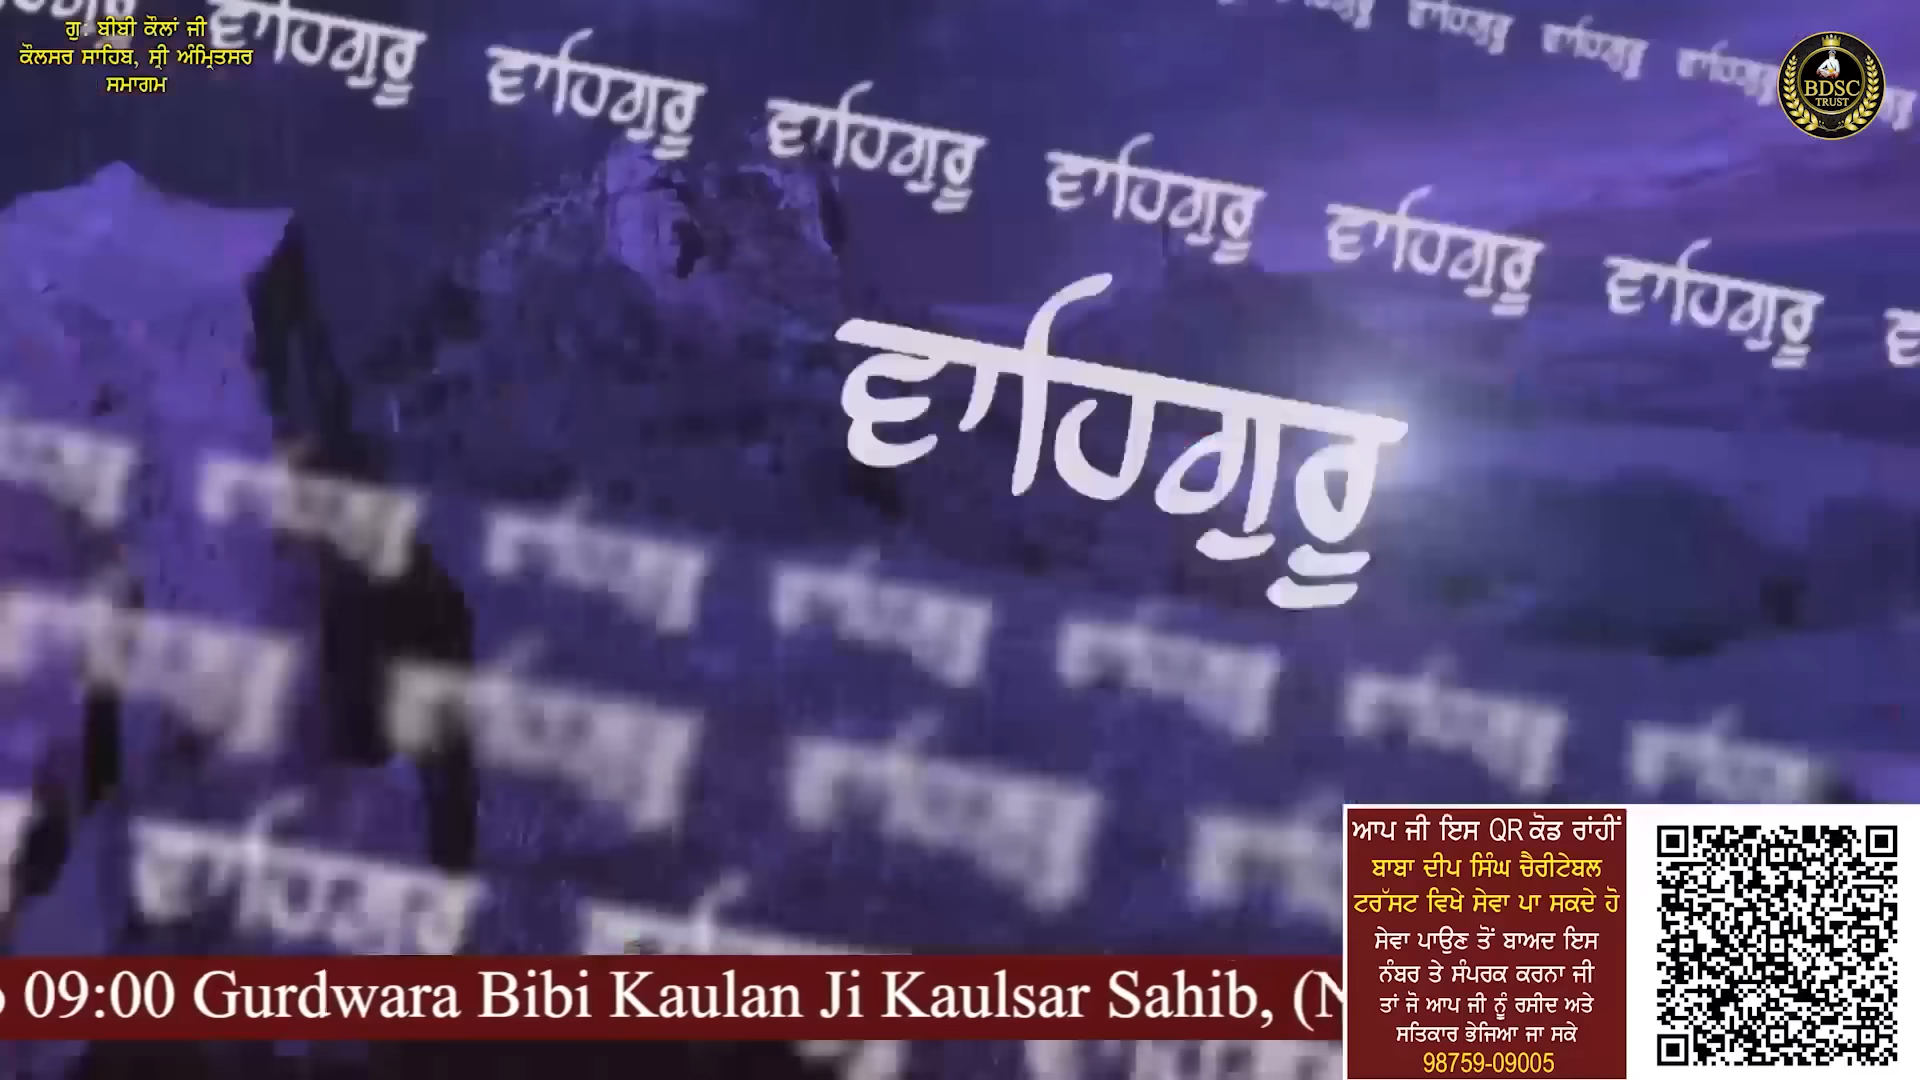 ਗੁ: ਬੀਬੀ ਕੌਲਾਂ ਜੀ
ਕੌਲਸਰ ਸਾਹਿਬ, ਸ੍ਰੀ ਅੰਮ੍ਰਿਤਸਰ
ਸਮਾਗਮ
BDSC
TRUST
ਵਾਹਿਗੁਰੂ ਵਾਹਿਗੁਰੂ ਵਾਹਿਗੁਰੂ
ਵਾਹਿਗੁਰੂ ਵਾਹਿਗੁਰੂ ਵਾਹਿਗੁਰੂ ਵਾਹਿਗੁਰੂ ਵਾਹਿਗੁਰੂ ਵਾਹਿਗੁਰੂ
ਵਾਹਿਗੁਰੂ
ਵਾਹਿਗੁਰੂ
09:00 Gurdwara Bibi Kaulan Ji Kaulsar Sahib, (N
ਆਪ ਜੀ ਇਸ QR ਕੋਡ ਰਾਂਹੀਂ
ਬਾਬਾ ਦੀਪ ਸਿੰਘ ਚੈਰੀਟੇਬਲ
ਟਰੱਸਟ ਵਿਖੇ ਸੇਵਾ ਪਾ ਸਕਦੇ ਹੋ
ਸੇਵਾ ਪਾਉਣ ਤੋਂ ਬਾਅਦ ਇਸ
ਨੰਬਰ ਤੇ ਸੰਪਰਕ ਕਰਨਾ ਜੀ
ਤਾਂ ਜੋ ਆਪ ਜੀ ਨੂੰ ਰਸੀਦ ਅਤੇ
ਸਤਿਕਾਰ ਭੇਜਿਆ ਜਾ ਸਕੇ
98759-09005